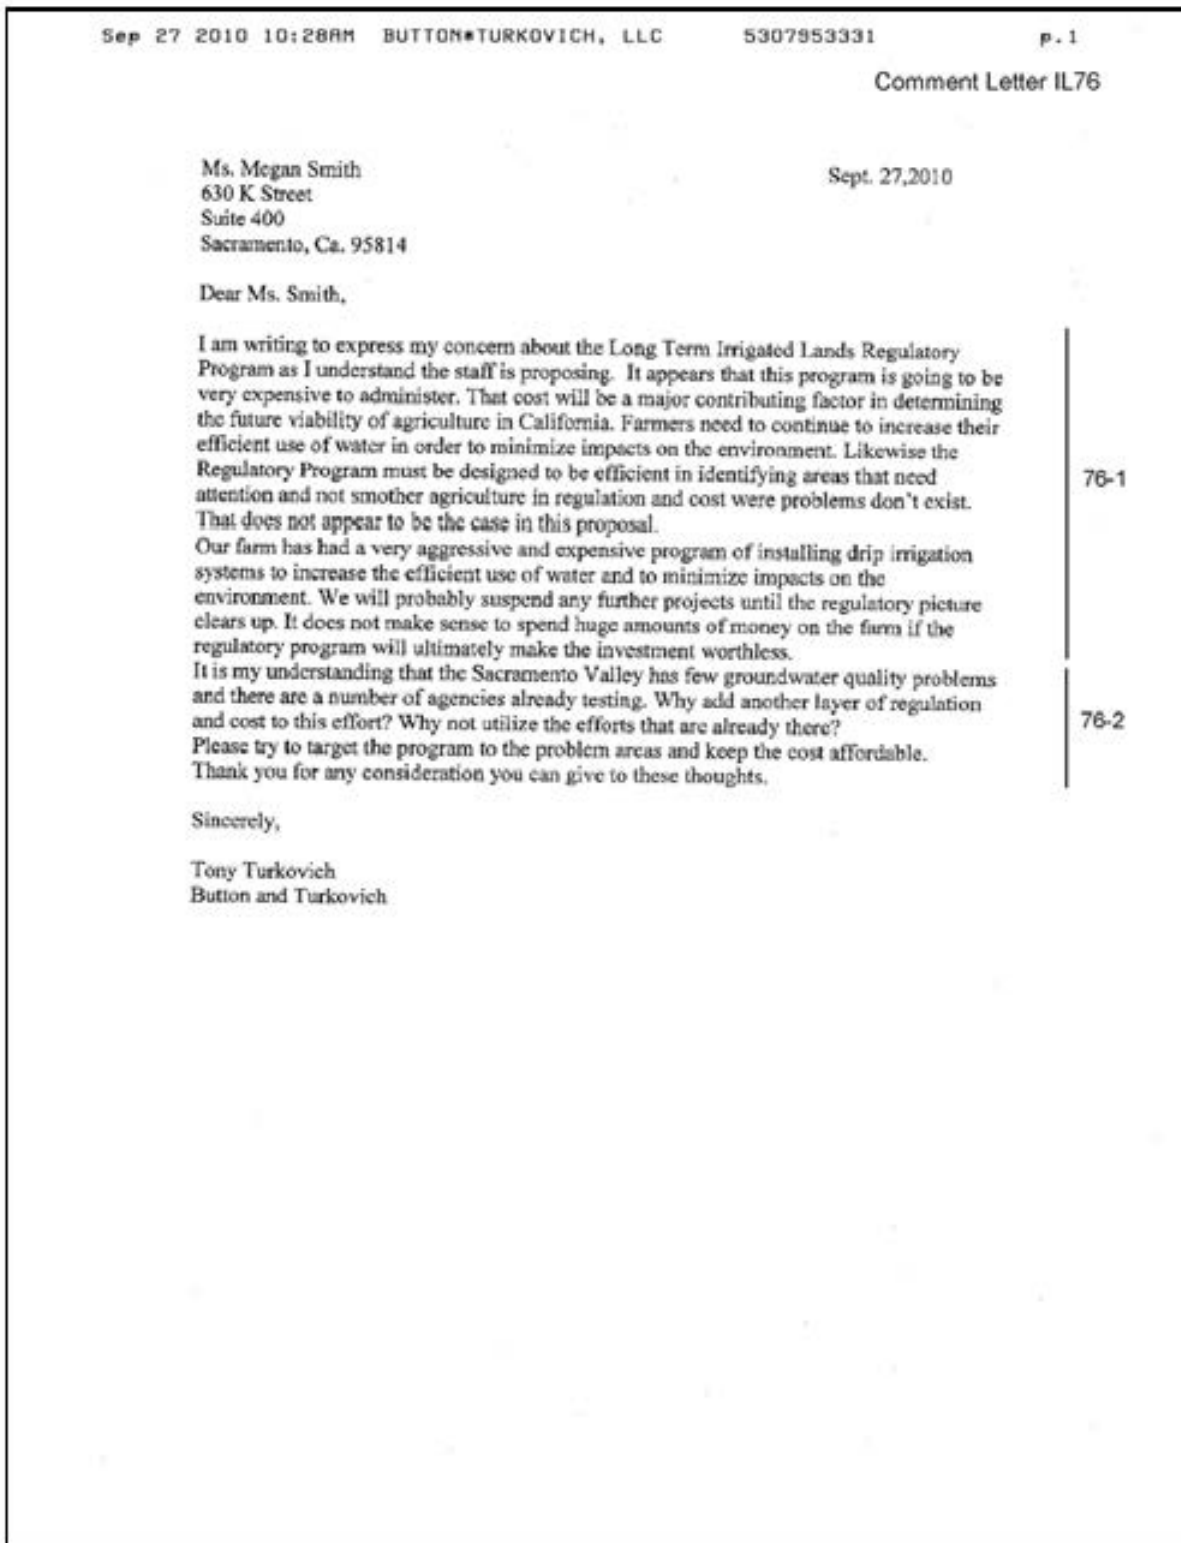 Sep 27 2010 10:28AM BUTTON*TURKOVICH, LLC 5307953331 p.1
Comment Letter IL76
Ms. Megan Smith
Sept. 27,2010
630 K Street
Suite 400
Sacramento, Ca. 95814
Dear Ms. Smith,
I am writing to express my concern about the Long Term Irrigated Lands Regulatory
Program as I understand the staff is proposing. It appears that this program is going to be
very expensive to administer. That cost will be a major contributing factor in determining
the future viability of agriculture in California. Farmers need to continue to increase their
efficient use of water in order to minimize impacts on the environment. Likewise the
Regulatory Program must be designed to be efficient in identifying areas that need
76-1
attention and not smother agriculture in regulation and cost were problems don't exist.
That does not appear to be the case in this proposal.
Our farm has had a very aggressive and expensive program of installing drip irrigation
systems to increase the efficient use of water and to minimize impacts on the
environment. We will probably suspend any further projects until the regulatory picture
clears up. It does not make sense to spend huge amounts of money on the farm if the
regulatory program will ultimately make the investment worthless.
It is my understanding that the Sacramento Valley has few groundwater quality problems
and there are a number of agencies already testing. Why add another layer of regulation
and cost to this effort? Why not utilize the efforts that are already there?
76-2
Please try to target the program to the problem areas and keep the cost affordable.
Thank you for any consideration you can give to these thoughts.
Sincerely,
Tony Turkovich
Button and Turkovich